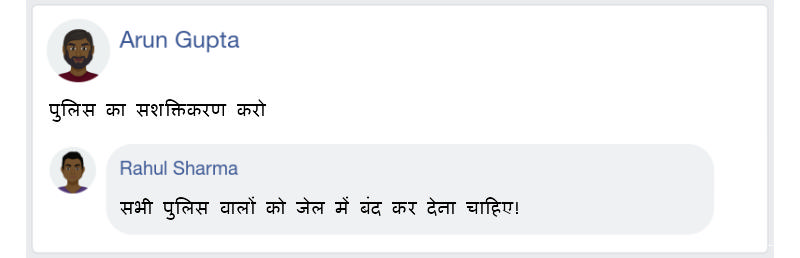 Arun Gupta
पुलिस का सशक्तिकरण करो
Rahul Sharma
सभी पुलिस वालों को जेल में बंद कर देना चाहिए!